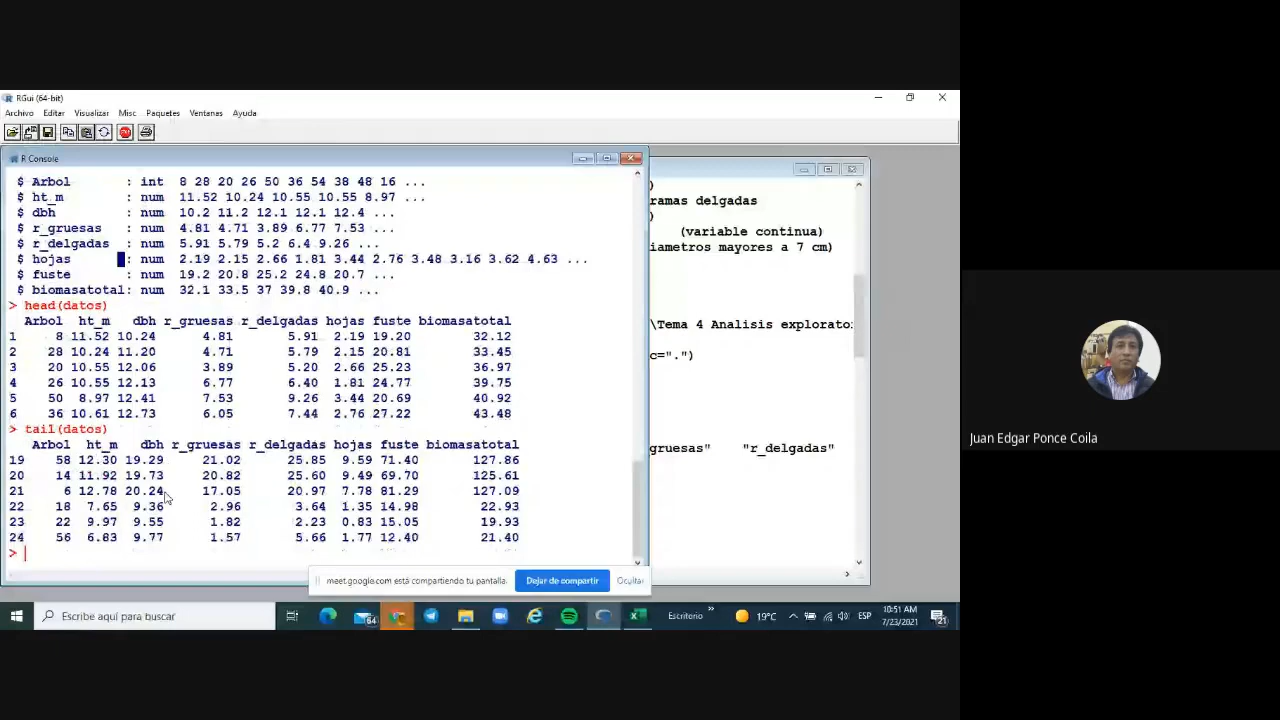 RGui (64-bit)
Archivo Editar Visualizar Misc Paquetes Ventanas Ayuda
R Console
$ Arbol : int 8 28 20 26 50 36 54 38 48 16 ...
$ ht_m : num 11.52 10.24 10.55 10.55 8.97 ...
$ dbh : num 10.2 11.2 12.1 12.1 12.4 ...
$ r_gruesas : num 4.81 4.71 3.89 6.77 7.53 ...
$ r_delgadas : num 5.91 5.79 5.2 6.4 9.26 ...
$ hojas : num 2.19 2.15 2.66 1.81 3.44 2.76 3.48 3.16 3.62 4.63 ...
$ fuste : num 19.2 20.8 25.2 24.8 20.7 ...
$ biomasatotal: num 32.1 33.5 37 39.8 40.9 ...
> head(datos)
Arbol ht_m dbh r_gruesas r_delgadas hojas fuste biomasatotal
1 8 11.52 10.24 4.81 5.91 2.19 19.20 32.12
2 28 10.24 11.20 4.71 5.79 2.15 20.81 33.45
3 20 10.55 12.06 3.89 5.20 2.66 25.23 36.97
4 26 10.55 12.13 6.77 6.40 1.81 24.77 39.75
5 50 8.97 12.41 7.53 9.26 3.44 20.69 40.92
6 36 10.61 12.73 6.05 7.44 2.76 27.22 43.48
> tail(datos)
Arbol ht_m dbh r_gruesas r_delgadas hojas fuste biomasatotal
19 58 12.30 19.29 21.02 25.85 9.59 71.40 127.86
20 14 11.92 19.73 20.82 25.60 9.49 69.70 125.61
21 6 12.78 20.24 17.05 20.97 7.78 81.29 127.09
22 18 7.65 9.36 2.96 3.64 1.35 14.98 22.93
23 22 9.97 9.55 1.82 2.23 0.83 15.05 19.93
24 56 6.83 9.77 1.57 5.66 1.77 12.40 21.40
>
)
ramas delgadas
)
(variable continua)
iametros mayores a 7 cm)
\Tema 4 Analisis explorato
c=".")
gruesas" "r_delgadas"
meet.google.com está compartiendo tu pantalla.
Dejar de compartir
Ocultar
Escribe aquí para buscar
64
Escritorio
19°C
ESP
10:51 AM
7/23/2021
21
Juan Edgar Ponce Coila